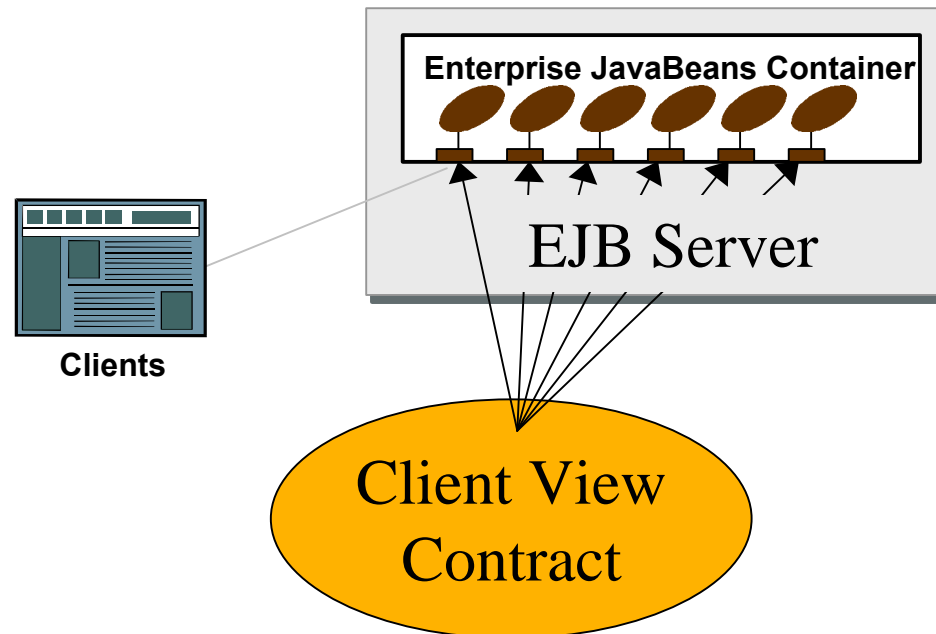 Enterprise JavaBeans Container
EJB Server
Clients
Client View
Contract